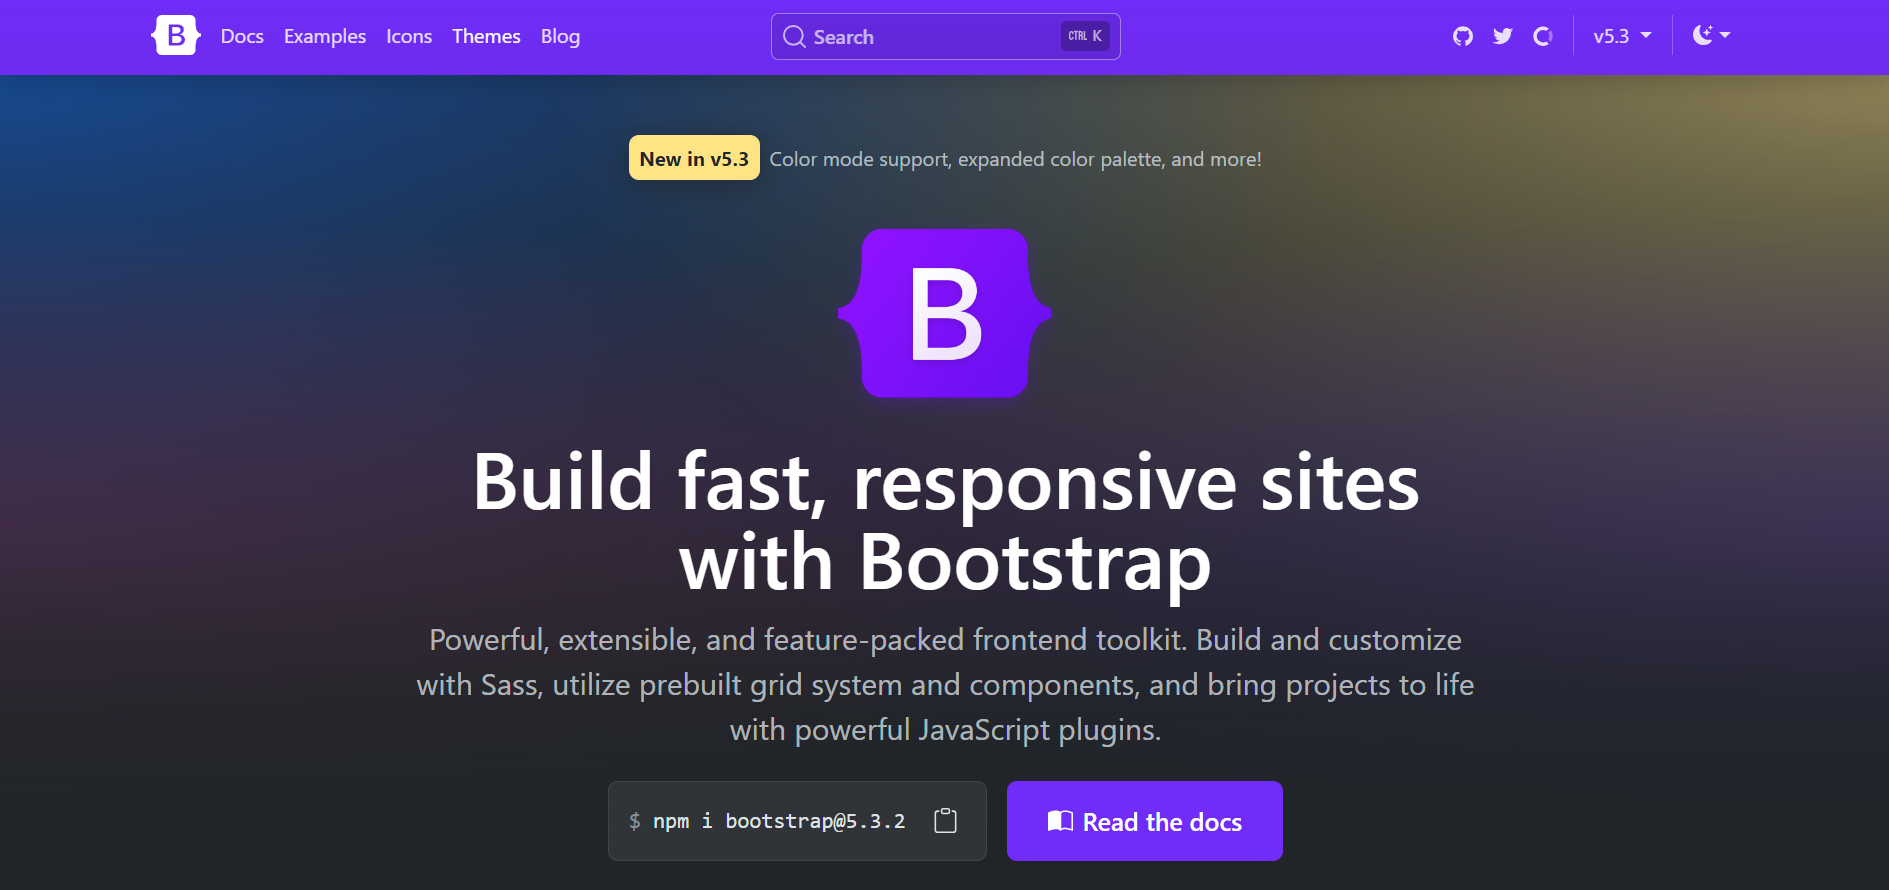 B Docs Examples Icons Themes Blog Search CTRL K v5.3
New in v5.3 Color mode support, expanded color palette, and more!
B
Build fast, responsive sites
with Bootstrap
Powerful, extensible, and feature-packed frontend toolkit. Build and customize
with Sass, utilize prebuilt grid system and components, and bring projects to life
with powerful JavaScript plugins.
$ npm i bootstrap@5.3.2 Read the docs